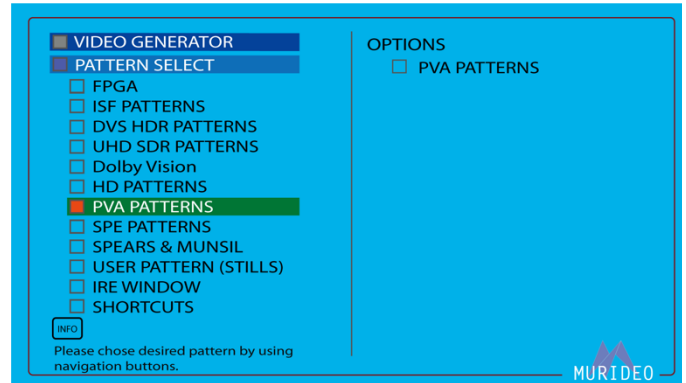 VIDEO GENERATOR
PATTERN SELECT
FPGA
ISF PATTERNS
DVS HDR PATTERNS
UHD SDR PATTERNS
Dolby Vision
HD PATTERNS
PVA PATTERNS
SPE PATTERNS
SPEARS & MUNSIL
USER PATTERN (STILLS)
IRE WINDOW
SHORTCUTS
INFO
Please chose desired pattern by using
navigation buttons.
OPTIONS
PVA PATTERNS
MURIDEO